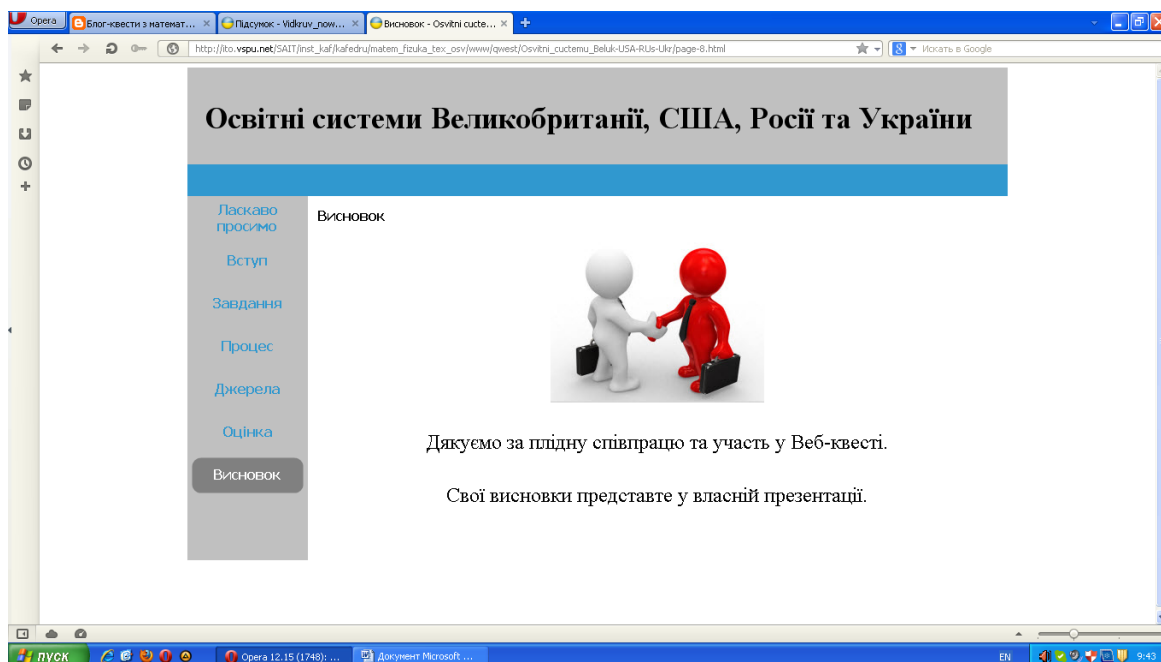 Opera
Блог-квести з математ...
Підсумок - Vidkruv_now...
Висновок - Osvitni cucte...
http://ito.vspu.net/SAIT/inst_kaf/kafedru/matem_fizuka_tex_osv/www/qwest/Osvitni_cuctemu_Beluk-USA-RUs-Ukr/page-8.html
8
Искать в Google
Освітні системи Великобританії, США, Росії та України
Ласкаво
просимо
Вступ
Завдання
Процес
Джерела
Оцінка
Висновок
Висновок
Дякуємо за плідну співпрацю та участь у Веб-квесті.
Свої висновки представте у власній презентації.
пуск
Opera 12.15 (1748): ...
Документ Microsoft ...
EN
9:43